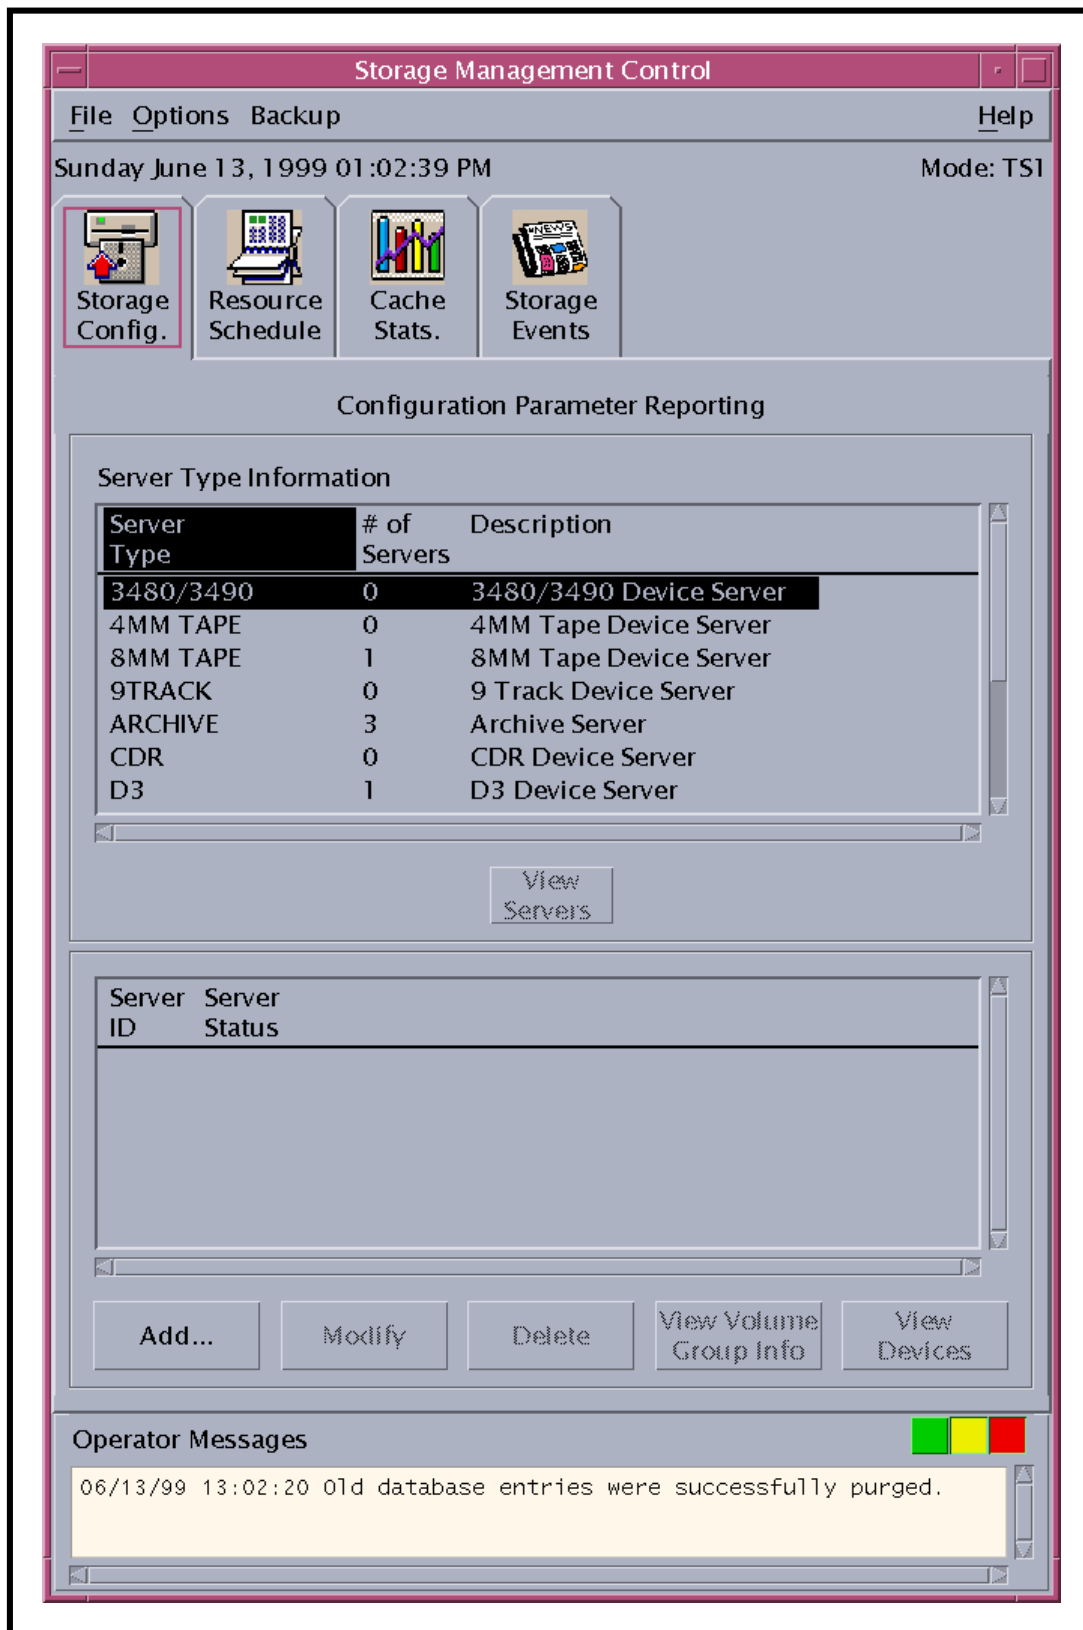 Storage Management Control
File Options Backup Help
Sunday June 13, 1999 01:02:39 PM Mode: TS1
NEWS
Storage Config.
Resource Schedule
Cache Stats.
Storage Events
Configuration Parameter Reporting
Server Type Information
Server Type # of Servers Description
3480/3490 0 3480/3490 Device Server
4MM TAPE 0 4MM Tape Device Server
8MM TAPE 1 8MM Tape Device Server
9TRACK 0 9 Track Device Server
ARCHIVE 3 Archive Server
CDR 0 CDR Device Server
D3 1 D3 Device Server
View Servers
Server ID Server Status
Add... Modify Delete View Volume Group Info View Devices
Operator Messages
06/13/99 13:02:20 Old database entries were successfully purged.